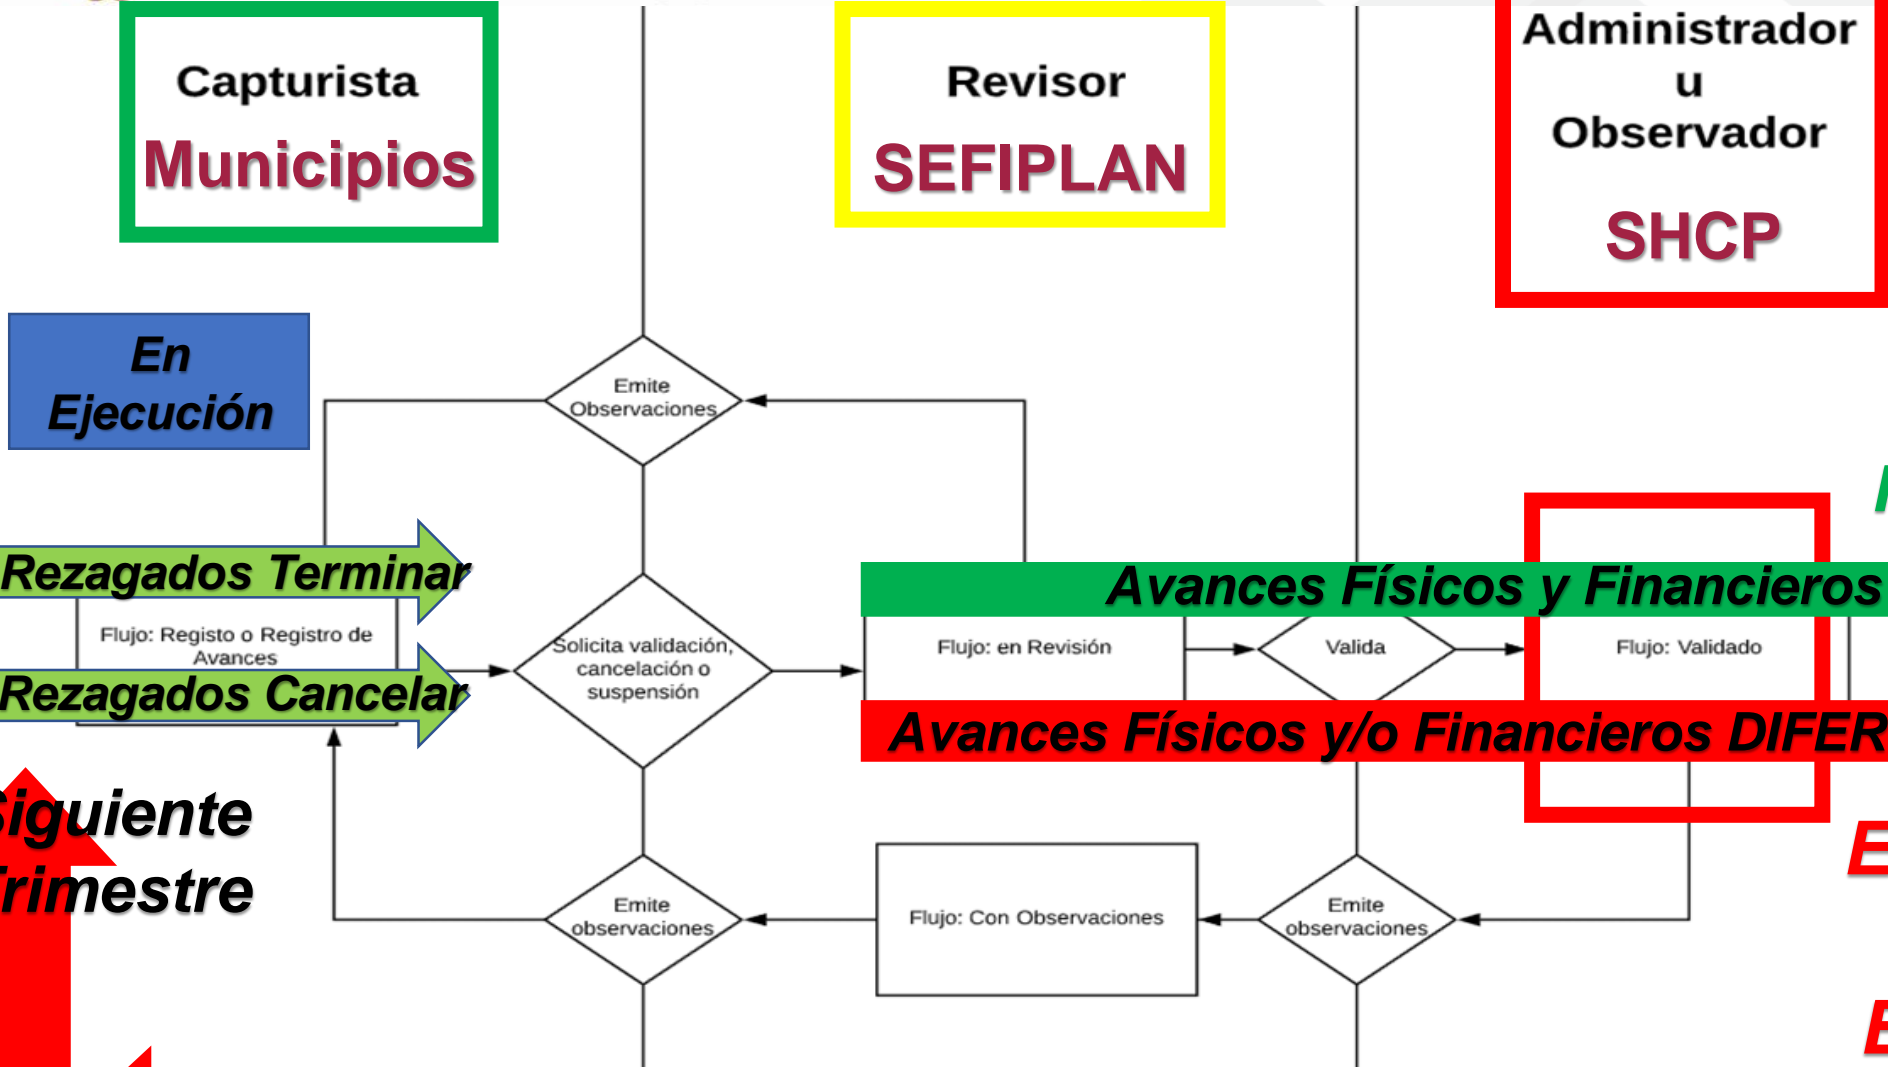 Capturista
Municipios
Revisor
SEFIPLAN
Administrador
u
Observador
SHCP
En
Ejecución
Emite
Observaciones
Rezagados Terminar
Avances Físicos y Financieros
Flujo: Registo o Registro de
Avances
Solicita validación,
cancelación o
suspensión
Flujo: en Revisión
Valida
Flujo: Validado
Rezagados Cancelar
Avances Físicos y/o Financieros DIFER
Siguiente
Trimestre
Emite
observaciones
Flujo: Con Observaciones
Emite
observaciones
E
E